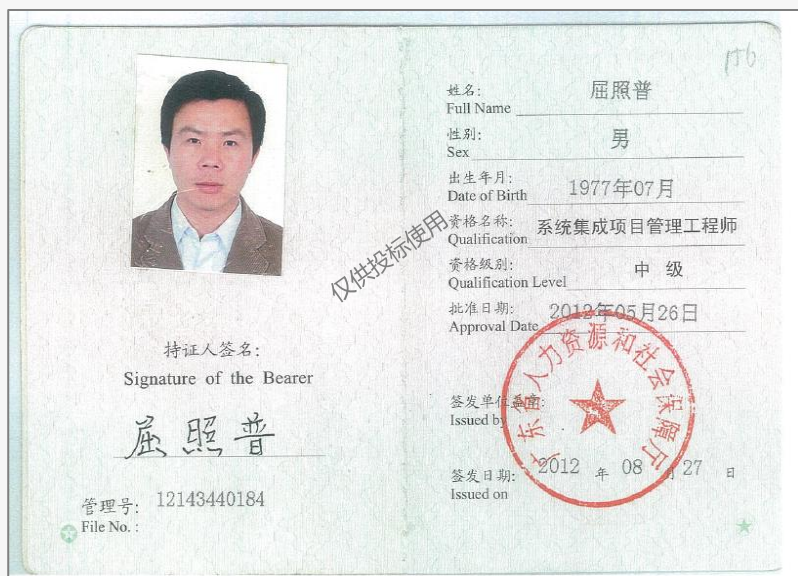 156
姓名:
屈照普
Full Name
性别:
男
Sex
出生年月:
1977年07月
Date of Birth
资格名称:
系统集成项目管理工程师
Qualification
资格级别:
中 级
Qualification Level
批准日期:
2012年05月26日
Approval Date
仅供投标使用
持证人签名:
Signature of the Bearer
屈照普
管理号:
12143440184
File No. :
广东省人力资源和社会保障厅
签发单位盖章:
Issued by
签发日期:
2012 年 08 月 27 日
Issued on